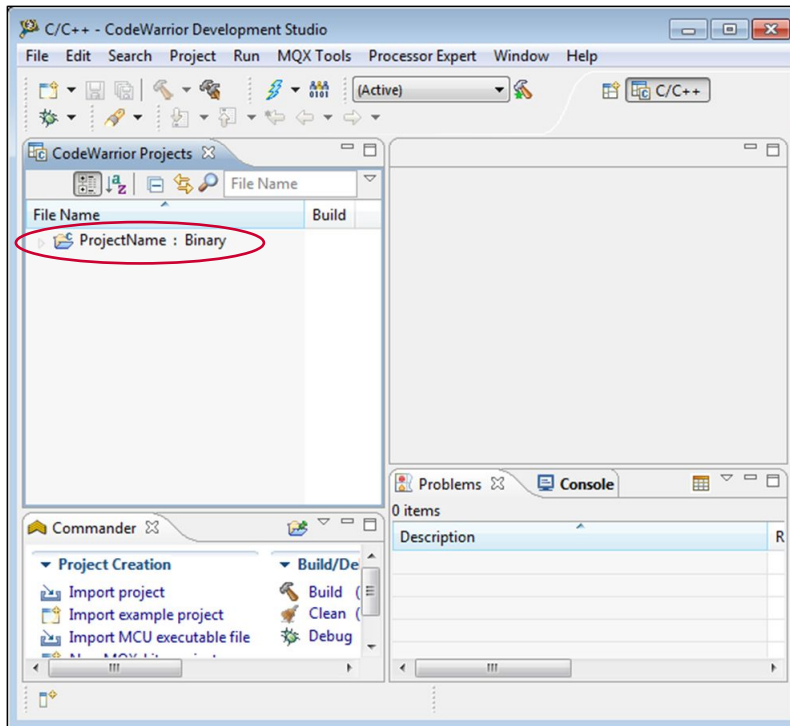 C/C++ - CodeWarrior Development Studio
File Edit Search Project Run MQX Tools Processor Expert Window Help
(Active)
C/C++
CodeWarrior Projects
File Name
File Name Build
ProjectName : Binary
Problems Console
0 items
Description R
Commander
Project Creation Build/De
Import project Build (
Import example project Clean (
Import MCU executable file Debug